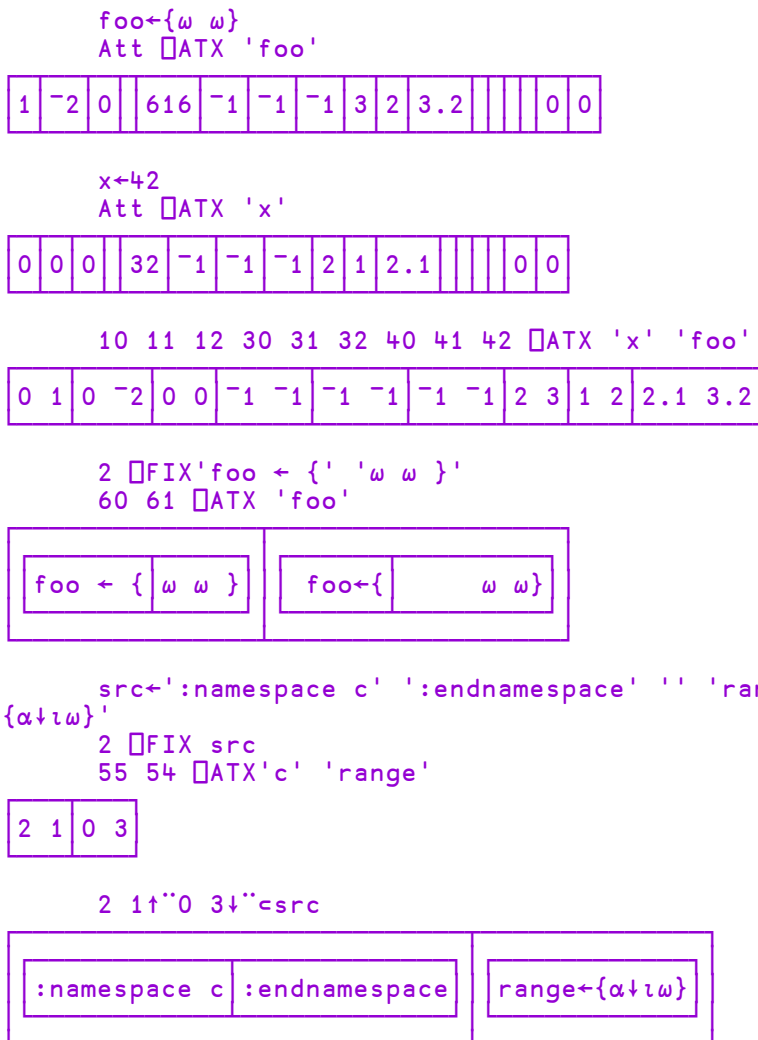 foo←{⍵ ⍵}
Att ⎕ATX 'foo'
1 ¯2 0 616 ¯1 ¯1 ¯1 3 2 3.2 0 0
x←42
Att ⎕ATX 'x'
0 0 0 32 ¯1 ¯1 ¯1 2 1 2.1 0 0
10 11 12 30 31 32 40 41 42 ⎕ATX 'x' 'foo'
0 1 0 ¯2 0 0 ¯1 ¯1 ¯1 ¯1 ¯1 ¯1 2 3 1 2 2.1 3.2
2 ⎕FIX'foo ← {' '⍵ ⍵ }'
60 61 ⎕ATX 'foo'
foo ← { ⍵ ⍵ } foo←{ ⍵ ⍵}
src←':namespace c' ':endnamespace' '' 'ran
{⍺↓⍳⍵}'
2 ⎕FIX src
55 54 ⎕ATX'c' 'range'
2 1 0 3
2 1↑¨0 3↓¨⊂src
:namespace c :endnamespace range←{⍺↓⍳⍵}